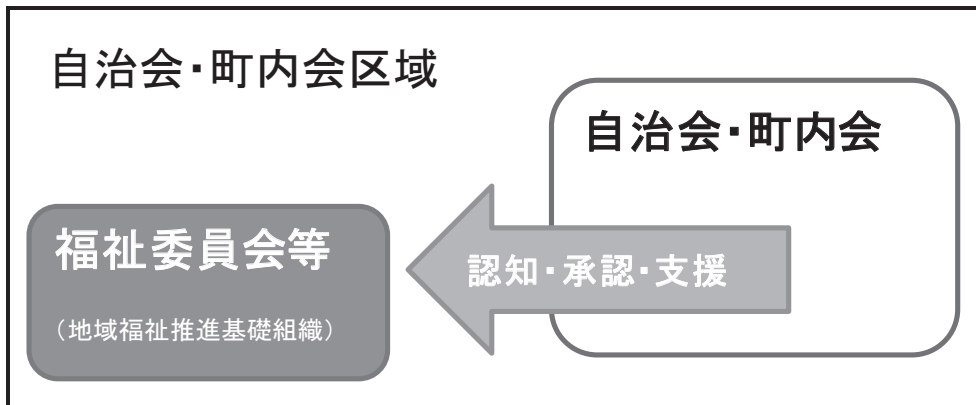 自治会・町内会区域
自治会・町内会
福祉委員会等
（地域福祉推進基礎組織）
認知・承認・支援